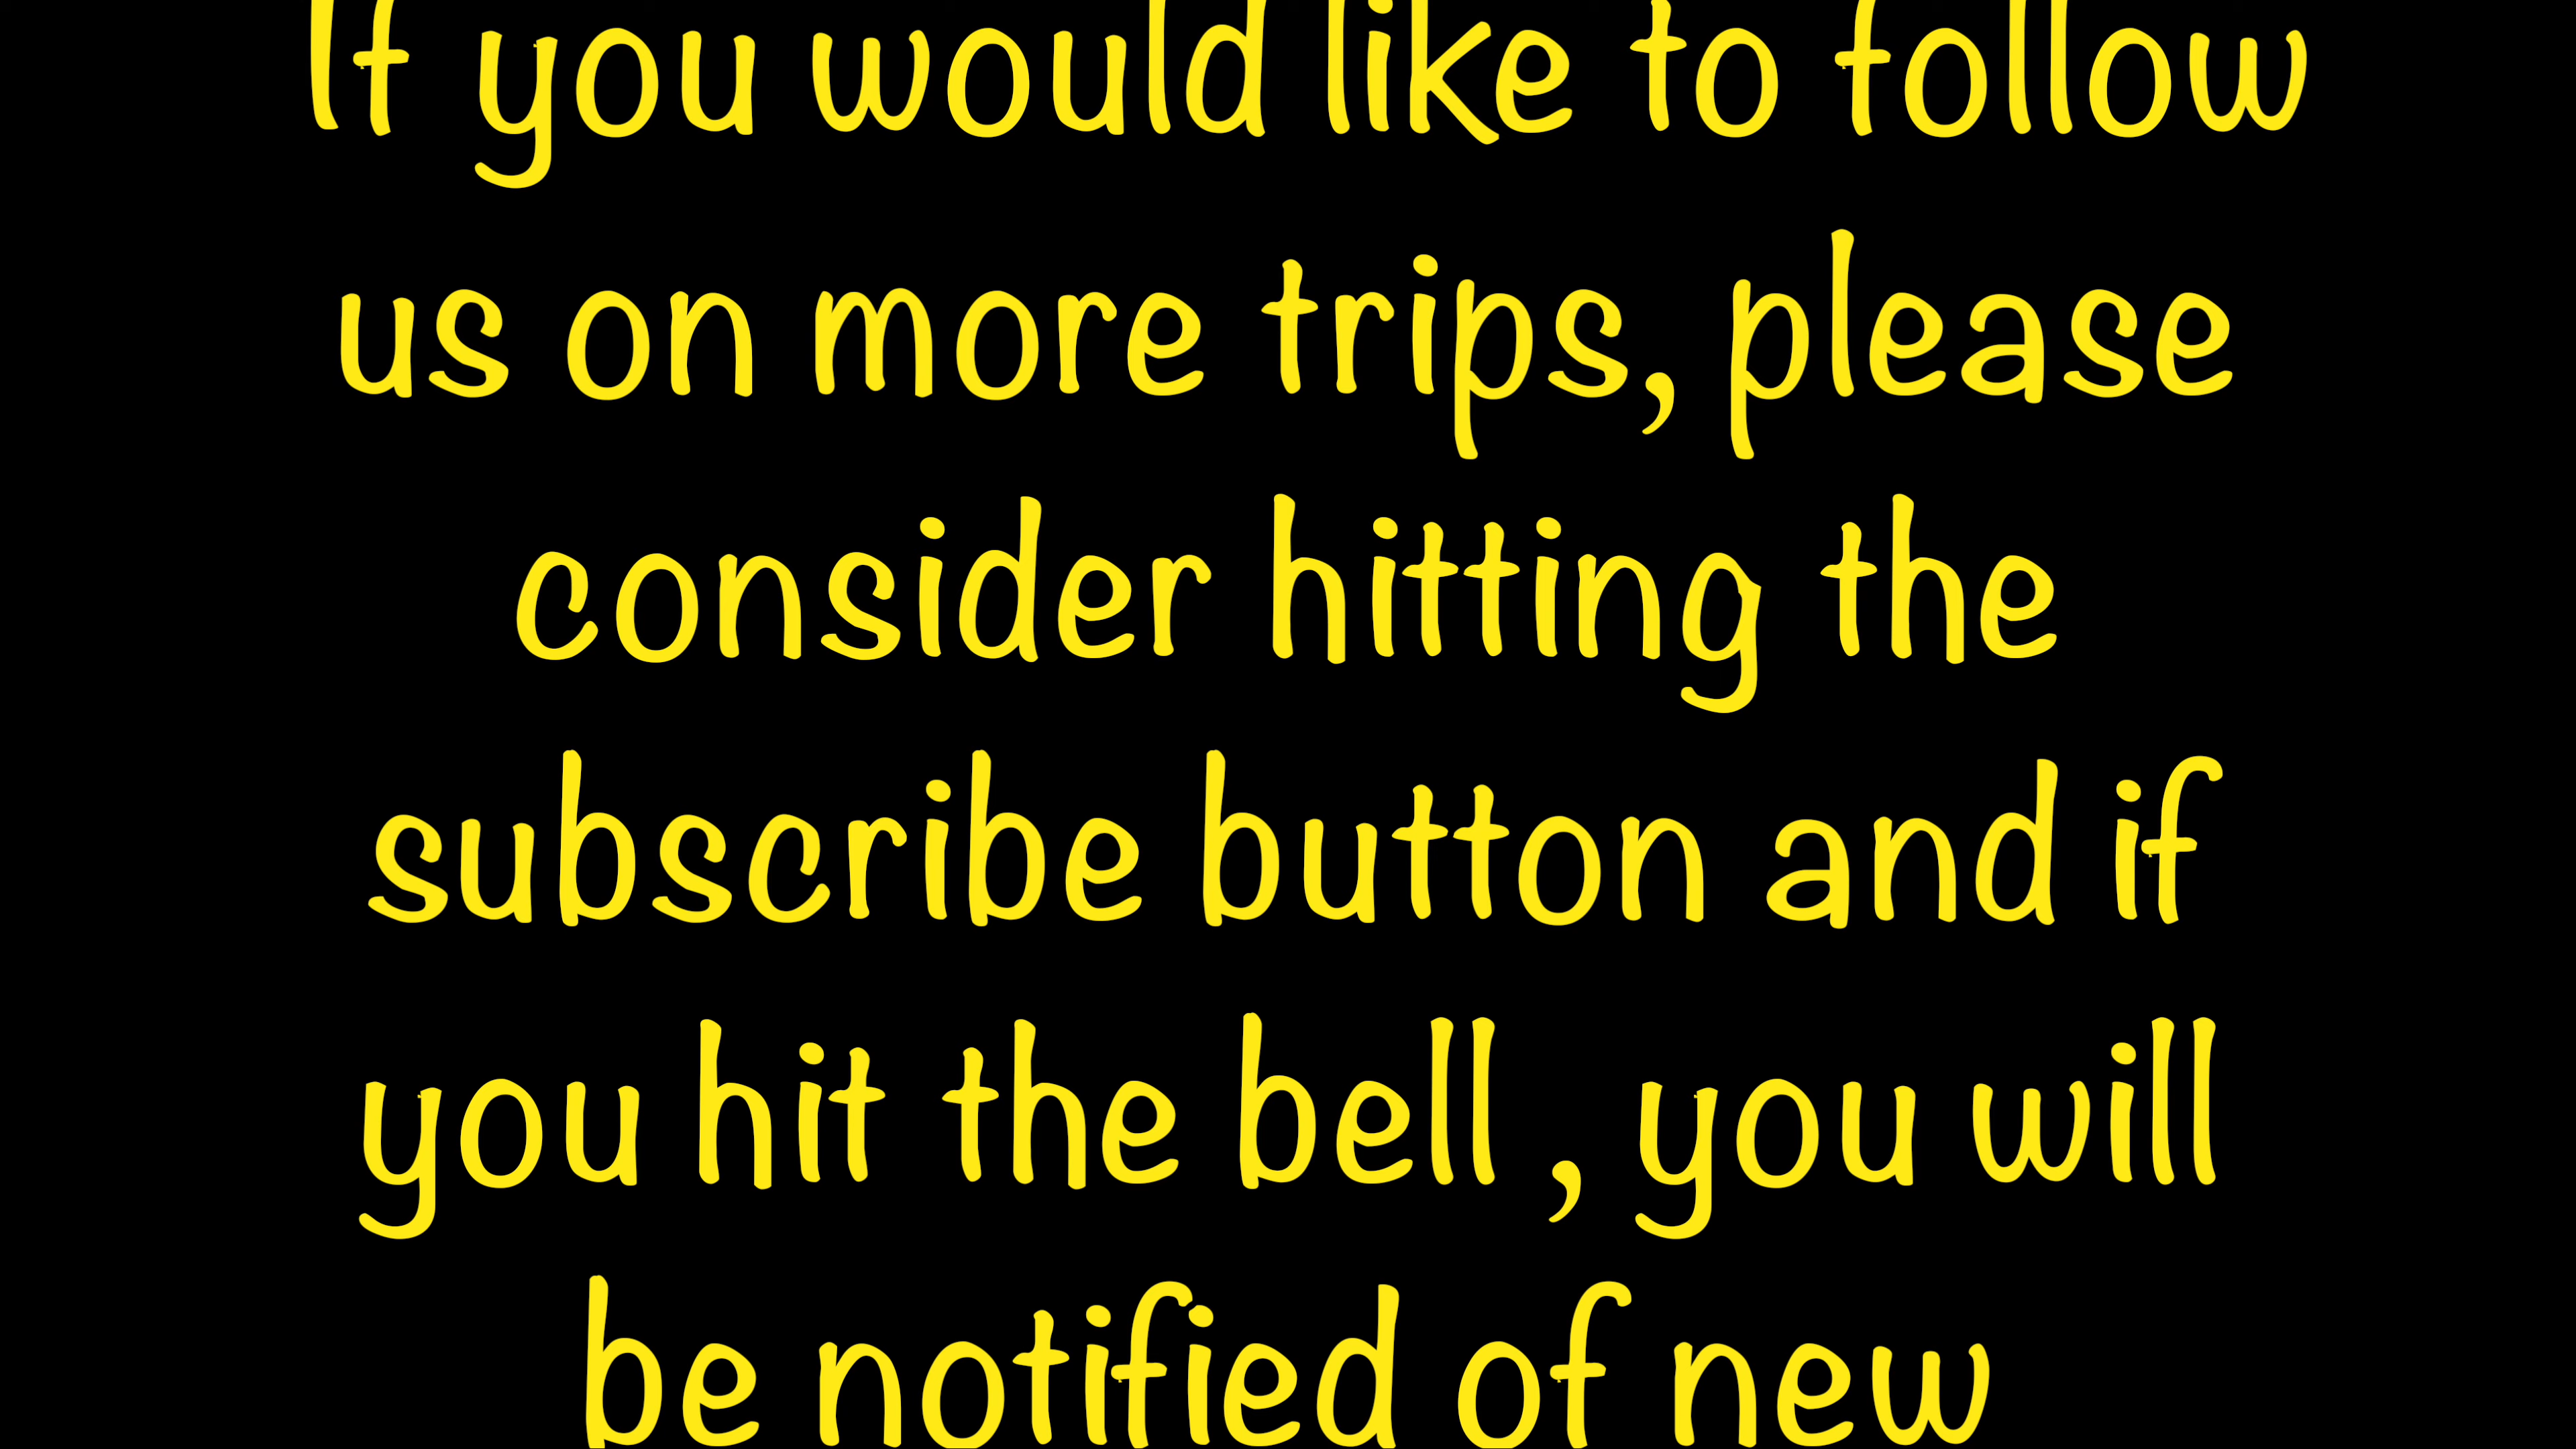 If you would like to follow
us on more trips, please
consider hitting the
subscribe button and if
you hit the bell , you will
be notified of new